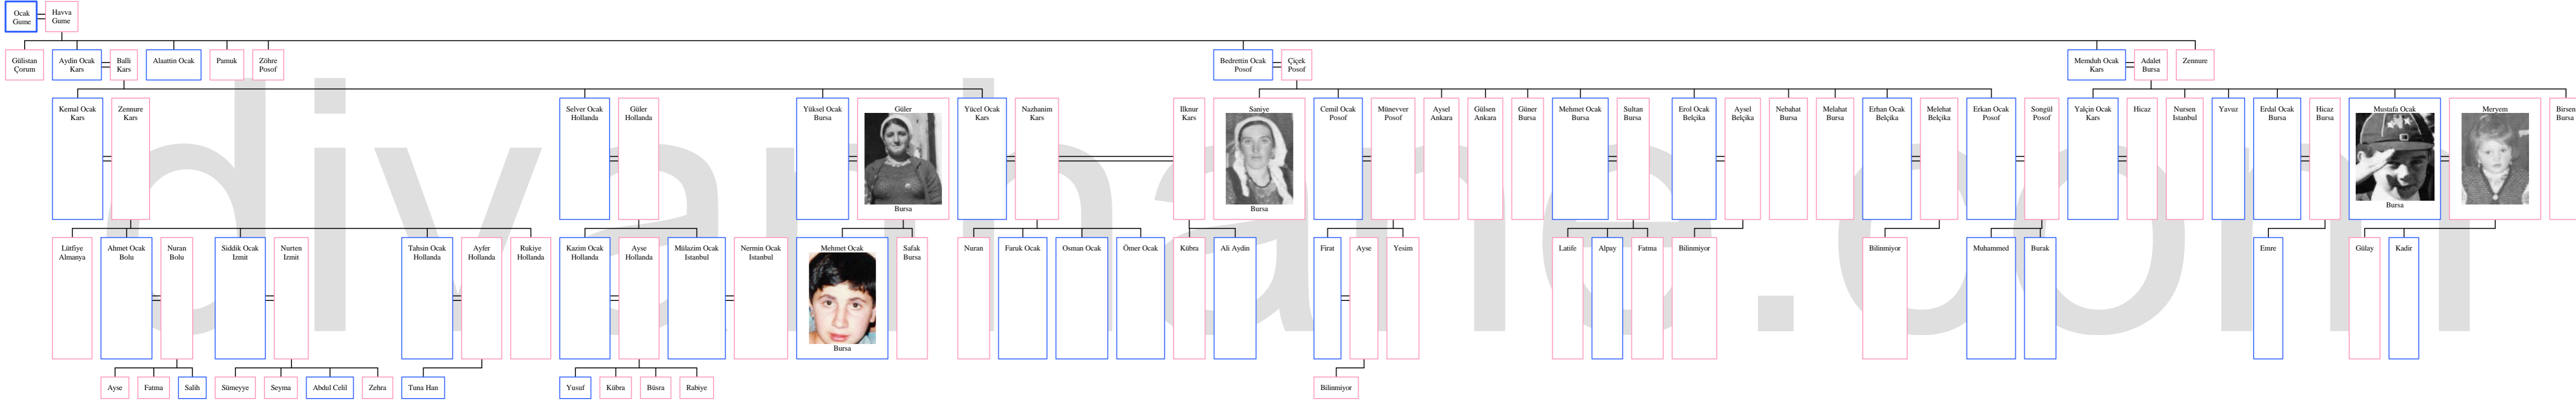 Ocak
Gume
Havva
Gume
Gülistan
Çorum
Aydin Ocak
Kars
Balli
Kars
Alaattin Ocak
Pamuk
Zöhre
Posof
Bedrettin Ocak
Posof
Çiçek
Posof
Memduh Ocak
Kars
Adalet
Bursa
Zennure
Kemal Ocak
Kars
Zennure
Kars
Selver Ocak
Hollanda
Güler
Hollanda
Yüksel Ocak
Bursa
Güler
Bursa
Yücel Ocak
Kars
Nazhanim
Kars
Ilknur
Kars
Saniye
Bursa
Cemil Ocak
Posof
Münevver
Posof
Aysel
Ankara
Gülsen
Ankara
Güner
Bursa
Mehmet Ocak
Bursa
Sultan
Bursa
Erol Ocak
Belçika
Aysel
Belçika
Nebahat
Bursa
Melahat
Bursa
Erhan Ocak
Belçika
Melehat
Belçika
Erkan Ocak
Posof
Songül
Posof
Yalçin Ocak
Kars
Hicaz
Nursen
Istanbul
Yavuz
Erdal Ocak
Bursa
Hicaz
Bursa
Mustafa Ocak
Bursa
Meryem
Birsen
Bursa
Lütfiye
Almanya
Ahmet Ocak
Bolu
Nuran
Bolu
Siddik Ocak
Izmit
Nurten
Izmit
Tahsin Ocak
Hollanda
Ayfer
Hollanda
Rukiye
Hollanda
Kazim Ocak
Hollanda
Ayse
Hollanda
Mülazim Ocak
Istanbul
Nermin Ocak
Istanbul
Mehmet Ocak
Bursa
Safak
Bursa
Nuran
Faruk Ocak
Osman Ocak
Ömer Ocak
Kübra
Ali Aydin
Firat
Ayse
Yesim
Latife
Alpay
Fatma
Bilinmiyor
Bilinmiyor
Muhammed
Burak
Emre
Gülay
Kadir
Ayse
Fatma
Salih
Sümeyye
Seyma
Abdul Celil
Zehra
Tuna Han
Yusuf
Kübra
Büsra
Rabiye
Bilinmiyor
divanhane.com